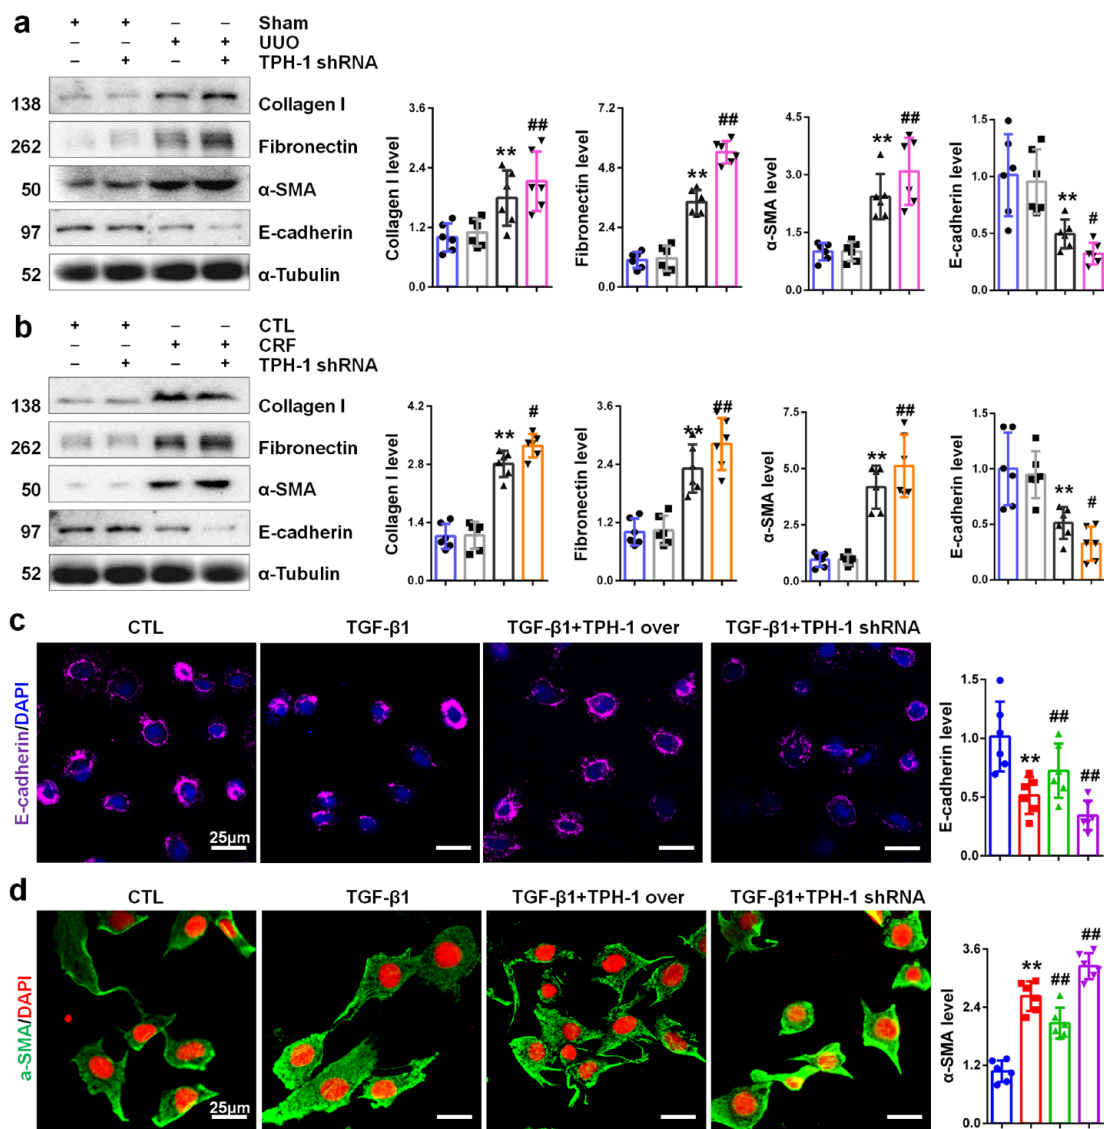 a
+ + – – Sham
– – + + UUO
– + – + TPH-1 shRNA
138 Collagen I
262 Fibronectin
50 α-SMA
97 E-cadherin
52 α-Tubulin
Collagen I level
3.6
2.4
1.2
0.0
**
##
Fibronectin level
7.2
4.8
2.4
0.0
**
##
α-SMA level
4.5
3.0
1.5
0.0
**
##
E-cadherin level
1.5
1.0
0.5
0.0
**
#
b
+ + – – CTL
– – + + CRF
– + – + TPH-1 shRNA
138 Collagen I
262 Fibronectin
50 α-SMA
97 E-cadherin
52 α-Tubulin
Collagen I level
4.2
2.8
1.4
0.0
**
#
Fibronectin level
3.6
2.4
1.2
0.0
**
##
α-SMA level
7.5
5.0
2.5
0.0
**
##
E-cadherin level
1.5
1.0
0.5
0.0
**
#
c
CTL TGF-β1 TGF-β1+TPH-1 over TGF-β1+TPH-1 shRNA
E-cadherin/DAPI
25μm
E-cadherin level
1.5
1.0
0.5
0.0
**
##
##
d
CTL TGF-β1 TGF-β1+TPH-1 over TGF-β1+TPH-1 shRNA
a-SMA/DAPI
25μm
α-SMA level
3.6
2.4
1.2
0.0
**
##
##